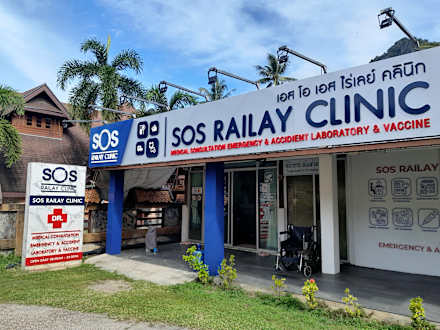 เอส โอ เอส ไร่เลย์ คลินิก
SOS
RAILAY CLINIC
SOS RAILAY CLINIC
MEDICAL CONSULTATION EMERGENCY & ACCIDIENT LABORATORY & VACCINE
SOS
RAILAY CLINIC
SOS RAILAY CLINIC
DR.
MEDICAL CONSULTATION
EMERGENCY & ACCIDIENT
LABORATORY & VACCINE
SOS RAILAY
EMERGENCY & A